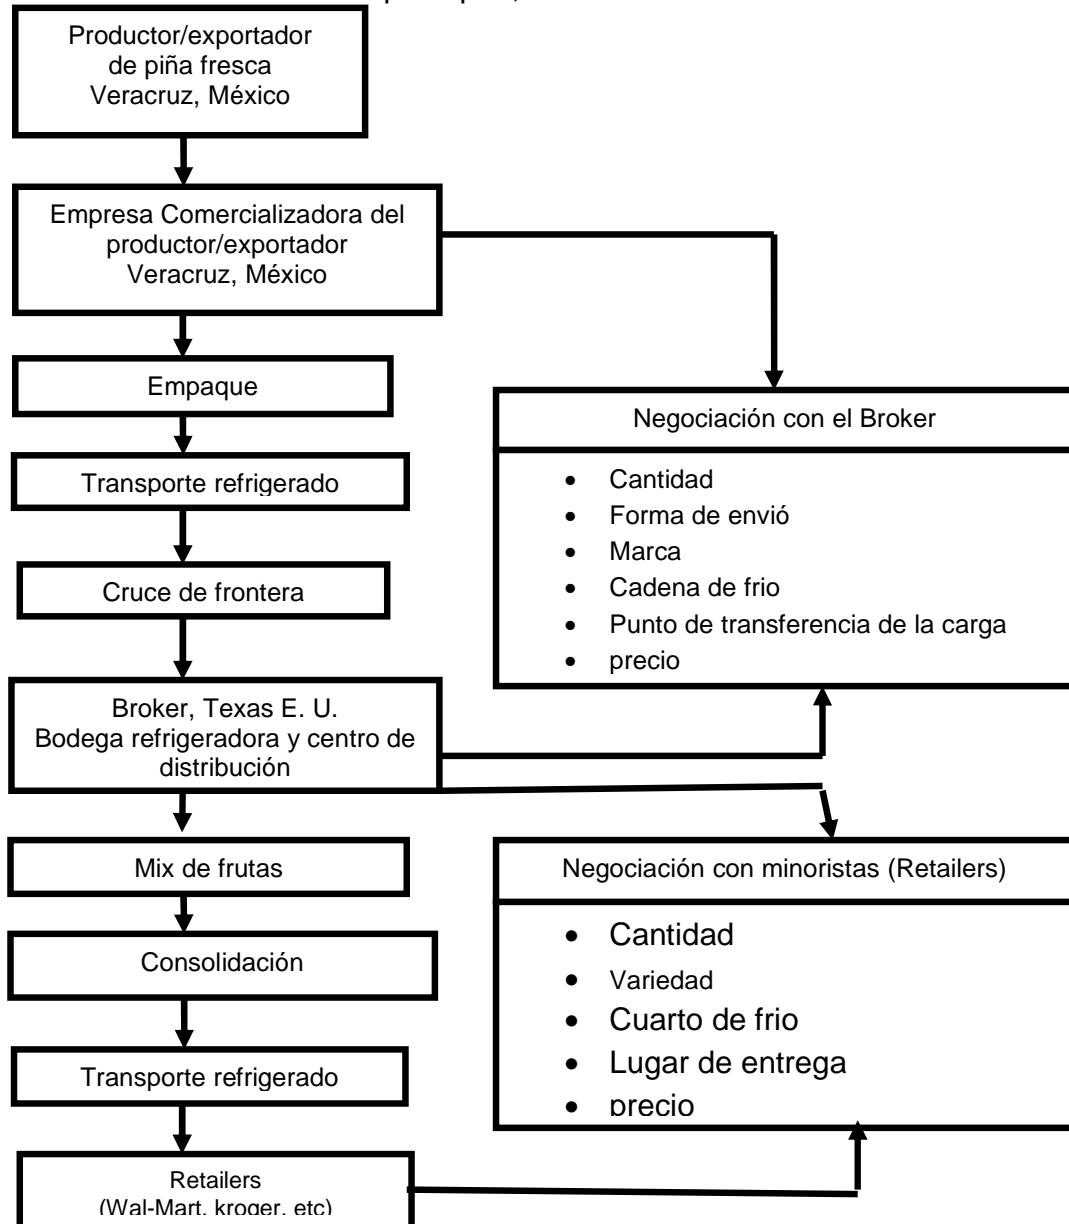 Productor/exportador
de piña fresca
Veracruz, México
Empresa Comercializadora del
productor/exportador
Veracruz, México
Empaque
Transporte refrigerado
Cruce de frontera
Broker, Texas E. U.
Bodega refrigeradora y centro de
distribución
Mix de frutas
Consolidación
Transporte refrigerado
Retailers
(Wal-Mart, kroger, etc)
Negociación con el Broker
• Cantidad
• Forma de envió
• Marca
• Cadena de frio
• Punto de transferencia de la carga
• precio
Negociación con minoristas (Retailers)
• Cantidad
• Variedad
• Cuarto de frio
• Lugar de entrega
• precio